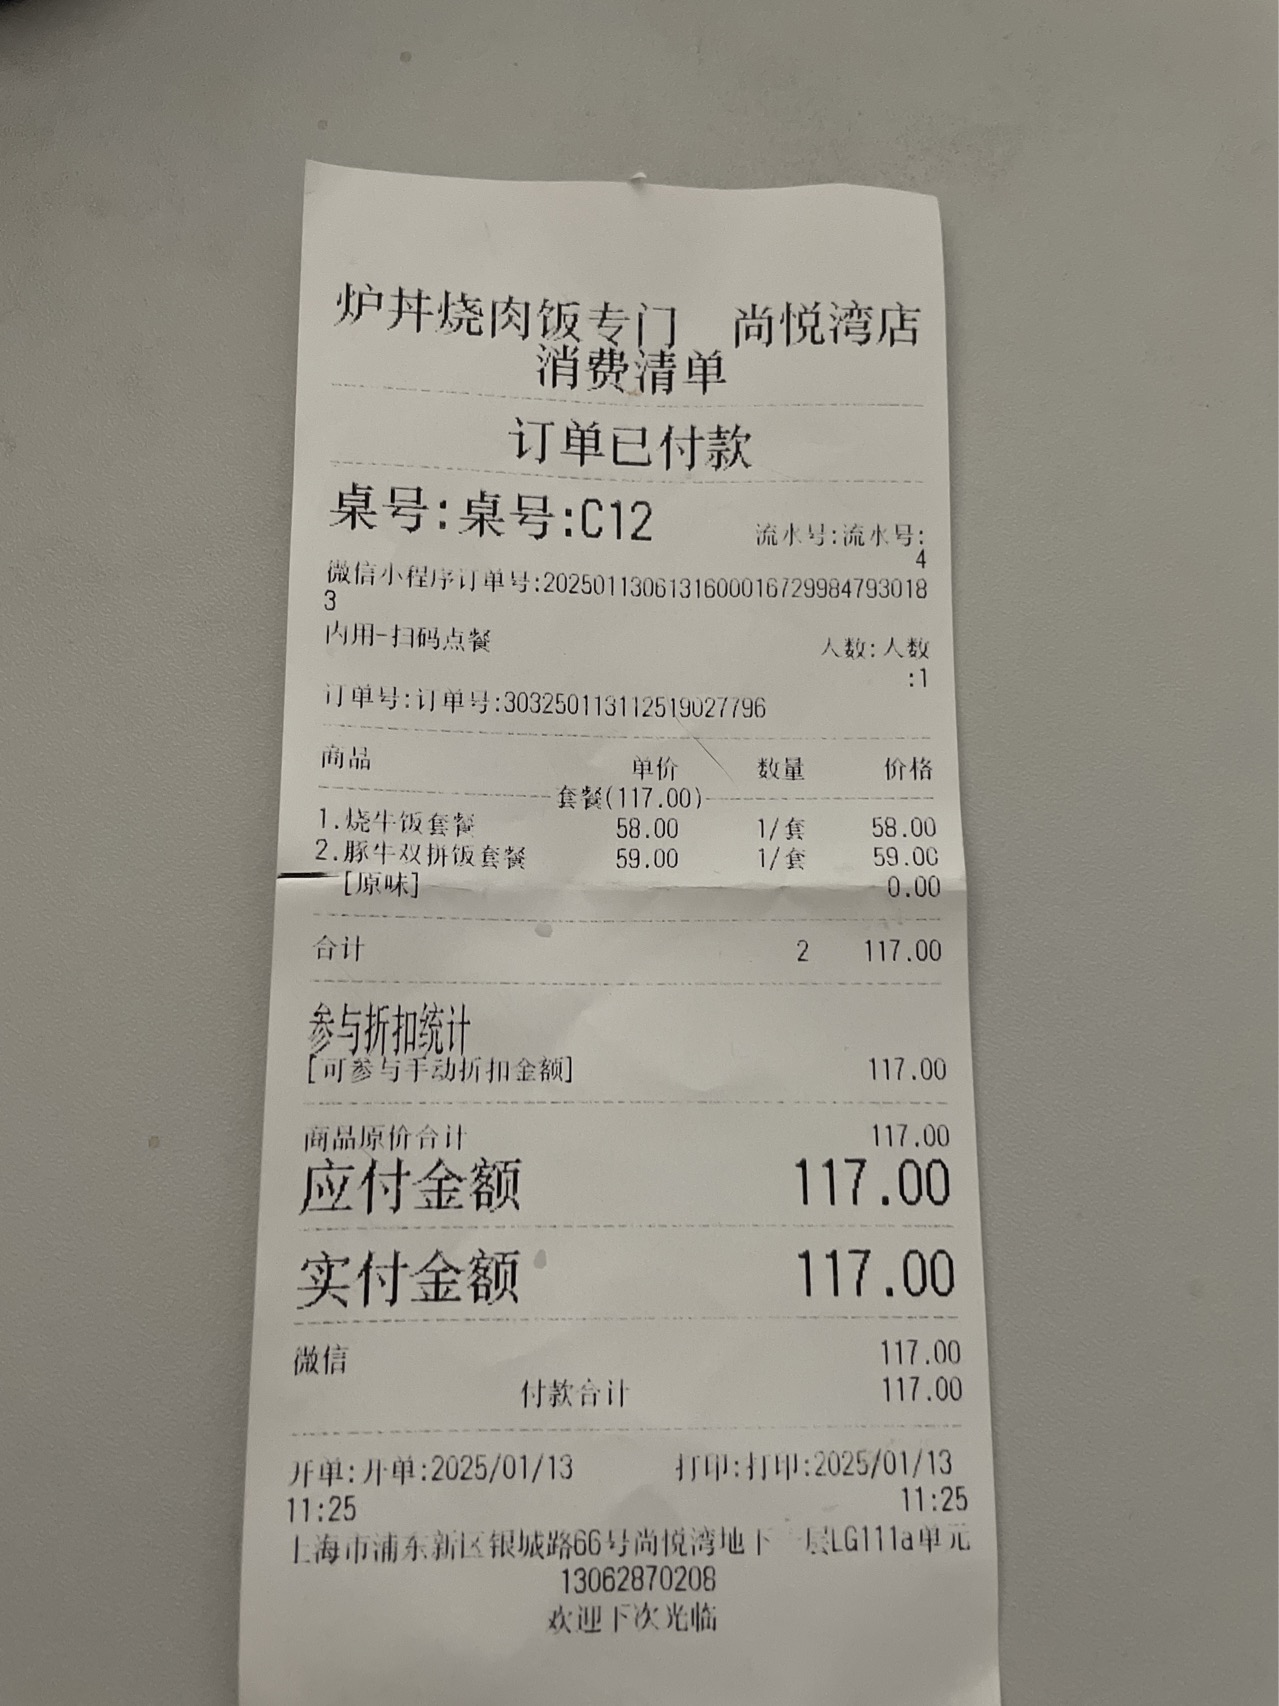 炉丼烧肉饭专门 尚悦湾店
消费清单
订单已付款
桌号:桌号:C12 流水号:流水号:
4
微信小程序订单号:2025011306131600016729984793018
3
内用-扫码点餐 人数:人数
:1
订单号:订单号:303250113112519027796
商品 单价 数量 价格
套餐(117.00)
1.烧牛饭套餐 58.00 1/套 58.00
2.豚牛双拼饭套餐 59.00 1/套 59.00
[原味] 0.00
合计 2 117.00
参与折扣统计
[可参与手动折扣金额] 117.00
商品原价合计 117.00
应付金额 117.00
实付金额 117.00
微信 117.00
付款合计 117.00
开单:开单:2025/01/13 打印:打印:2025/01/13
11:25 11:25
上海市浦东新区银城路66号尚悦湾地下一层LG111a单元
13062870208
欢迎下次光临